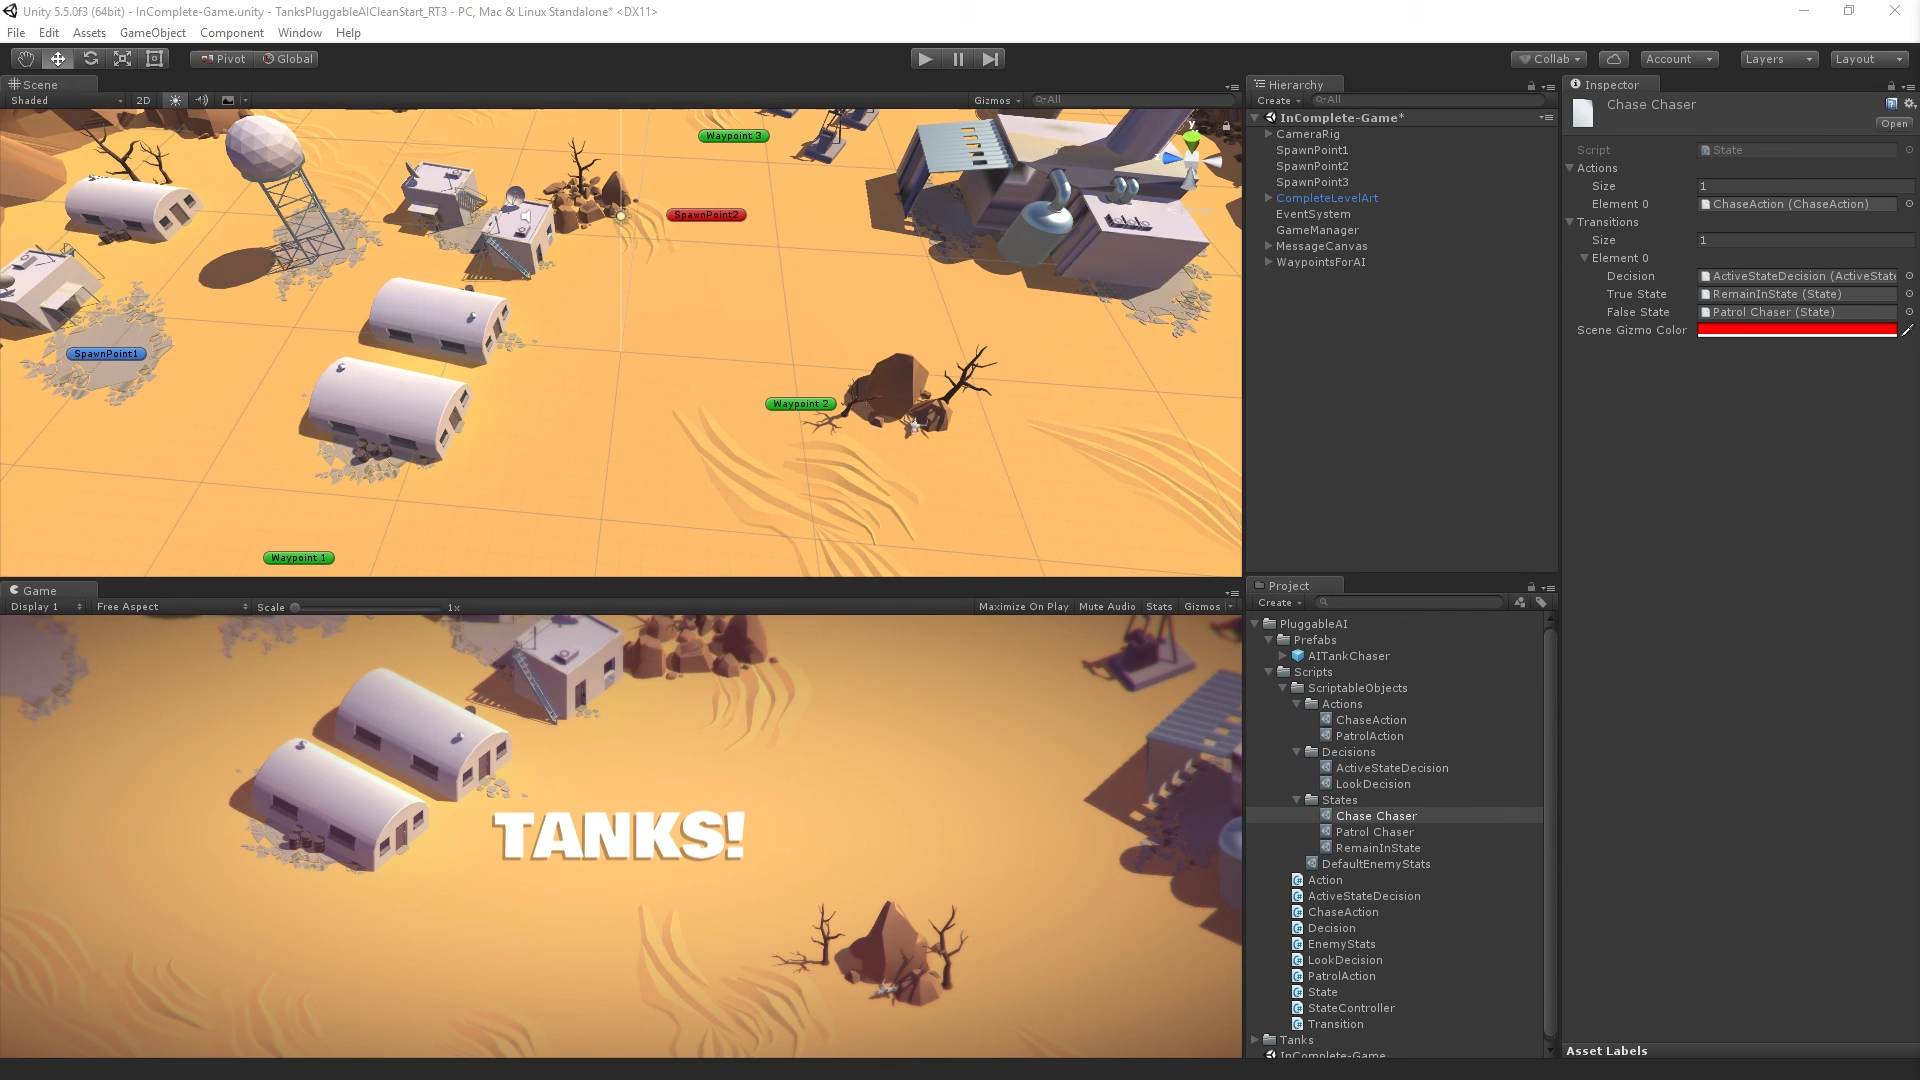 Unity 5.5.0f3 (64bit) - InComplete-Game.unity - TanksPluggableAICleanStart_RT3 - PC, Mac & Linux Standalone* <DX11>
File Edit Assets GameObject Component Window Help
Pivot Global Collab Account Layers Layout
Scene
Shaded 2D Gizmos All
Waypoint 3
SpawnPoint2
SpawnPoint1
Waypoint 2
Waypoint 1
y
Game
Display 1 Free Aspect Scale 1x Maximize On Play Mute Audio Stats Gizmos
TANKS!
Hierarchy
Create All
InComplete-Game*
CameraRig
SpawnPoint1
SpawnPoint2
SpawnPoint3
CompleteLevelArt
EventSystem
GameManager
MessageCanvas
WaypointsForAI
Project
Create
PluggableAI
Prefabs
AITankChaser
Scripts
ScriptableObjects
Actions
ChaseAction
PatrolAction
Decisions
ActiveStateDecision
LookDecision
States
Chase Chaser
Patrol Chaser
RemainInState
DefaultEnemyStats
Action
ActiveStateDecision
ChaseAction
Decision
EnemyStats
LookDecision
PatrolAction
State
StateController
Transition
Tanks
InComplete-Game
Inspector
Chase Chaser
Open
Script State
Actions
Size 1
Element 0 ChaseAction (ChaseAction)
Transitions
Size 1
Element 0
Decision ActiveStateDecision (ActiveState
True State RemainInState (State)
False State Patrol Chaser (State)
Scene Gizmo Color
Asset Labels